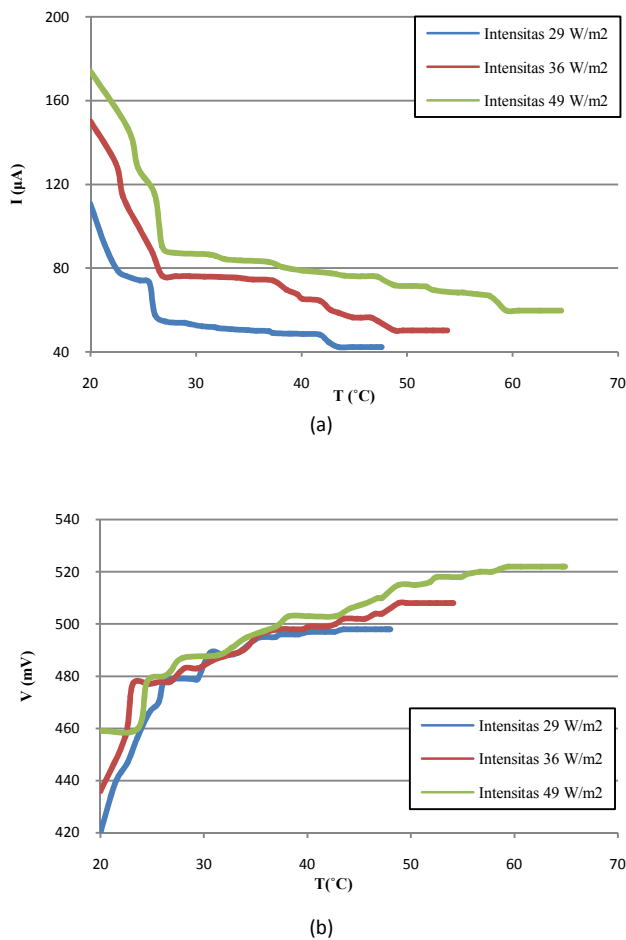 200
160
120
80
40
I (µA)
Intensitas 29 W/m2
Intensitas 36 W/m2
Intensitas 49 W/m2
20 30 40 50 60 70
T (˚C)
(a)
540
520
500
480
460
440
420
V (mV)
Intensitas 29 W/m2
Intensitas 36 W/m2
Intensitas 49 W/m2
20 30 40 50 60 70
T(˚C)
(b)